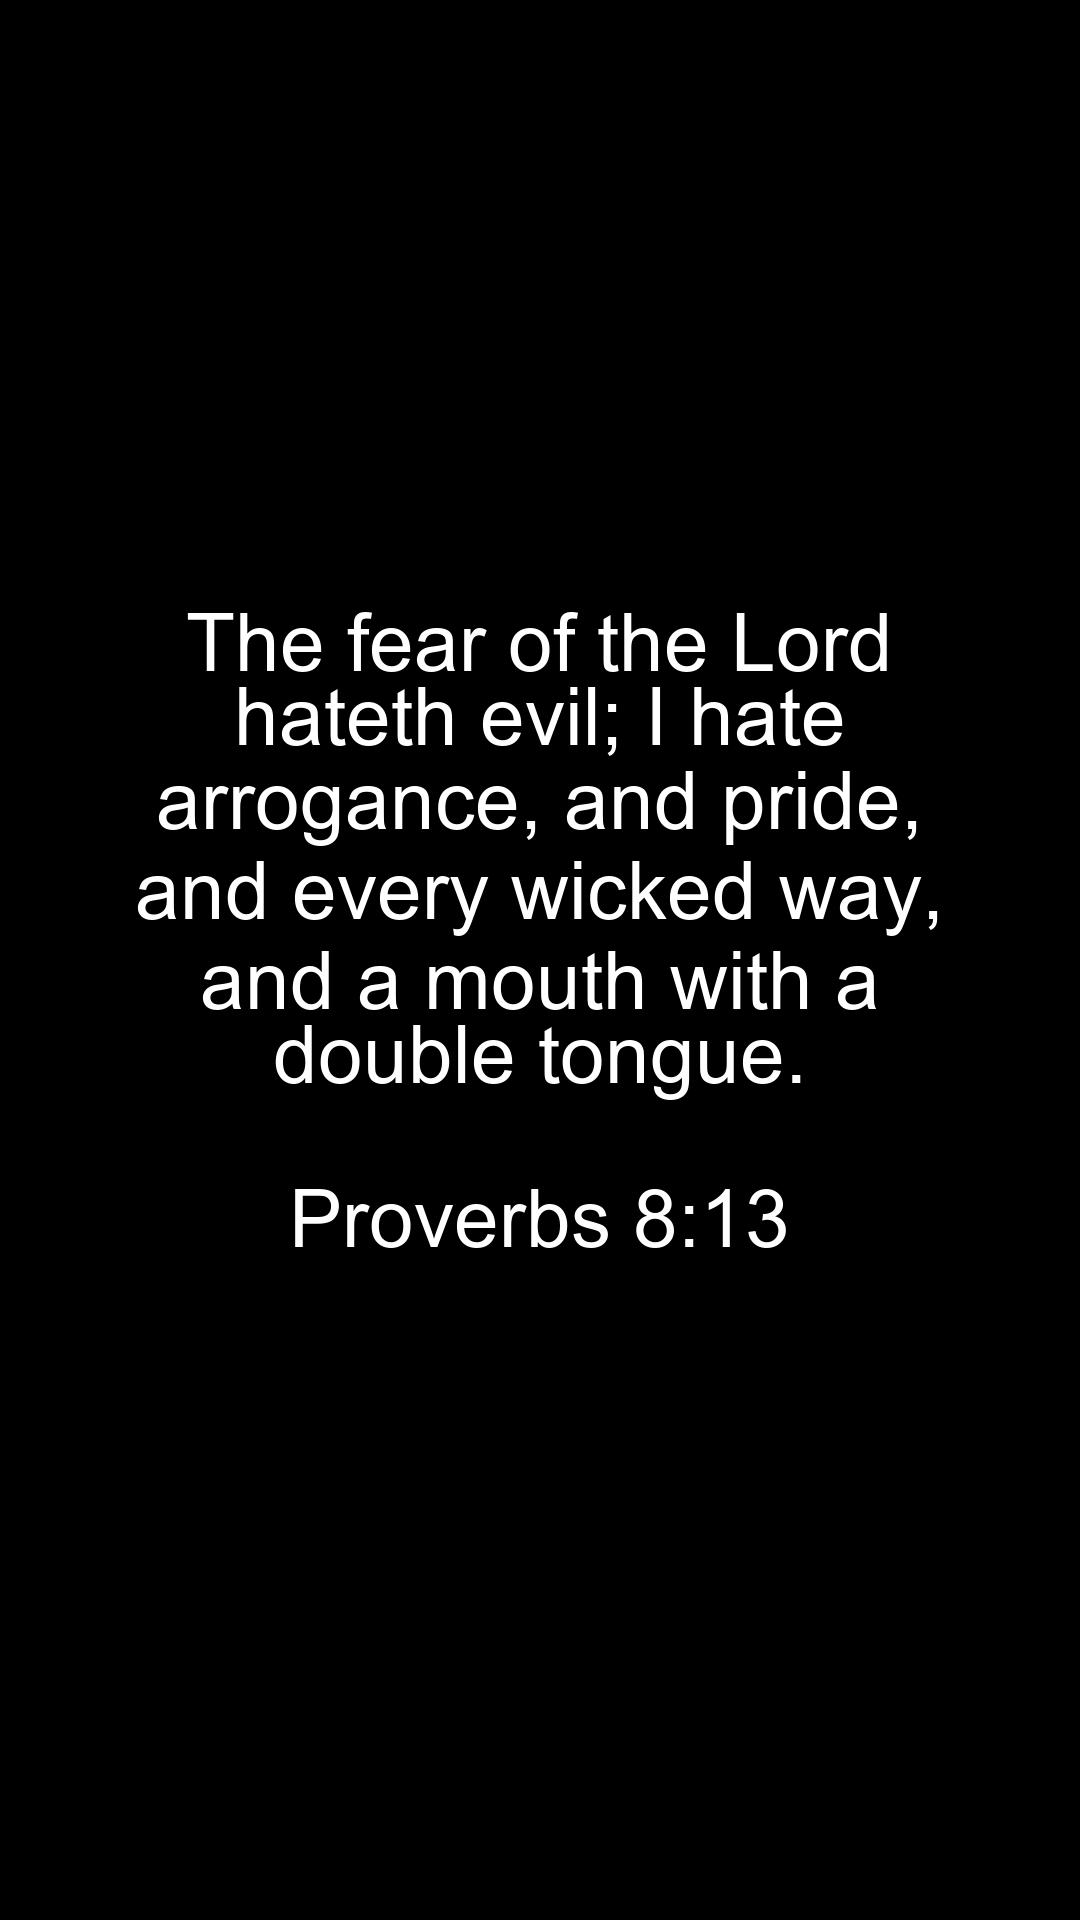 The fear of the Lord
hateth evil; I hate
arrogance, and pride,
and every wicked way,
and a mouth with a
double tongue.
Proverbs 8:13